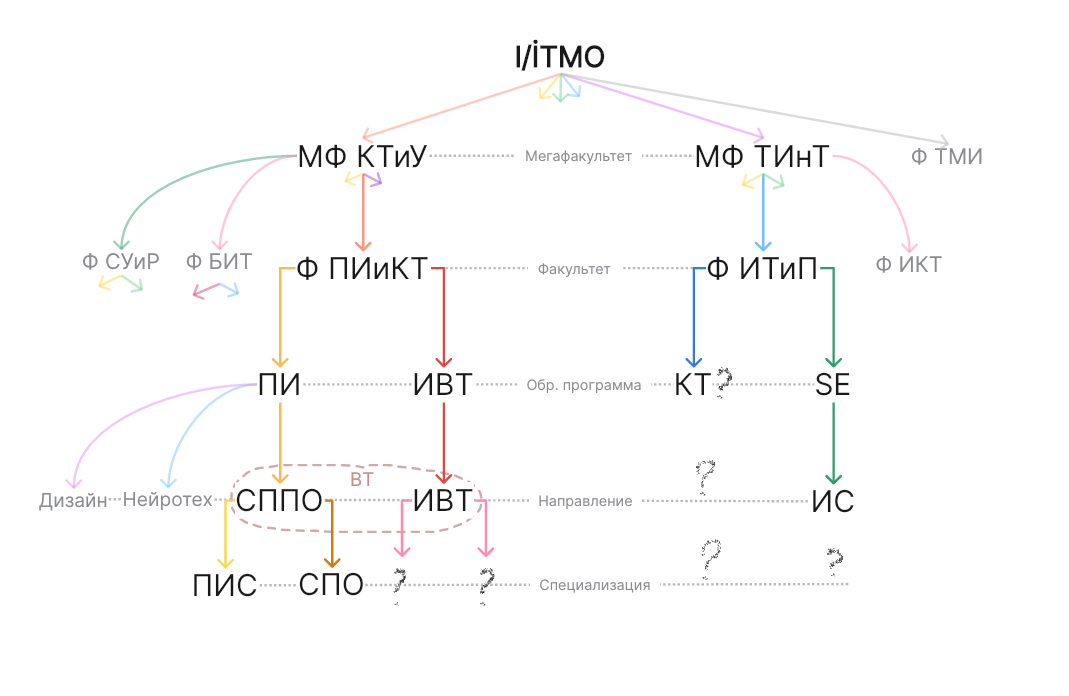 I/İTMO
МФ КТиУ Мегафакультет МФ ТИнТ Ф ТМИ
Ф СУиР Ф БИТ Ф ПИиКТ Факультет Ф ИТиП Ф ИКТ
ПИ ИВТ Обр. программа КТ ? SE
ВТ ?
Дизайн Нейротех СППО ИВТ Направление ИС
? ?
ПИС СПО ? ? Специализация